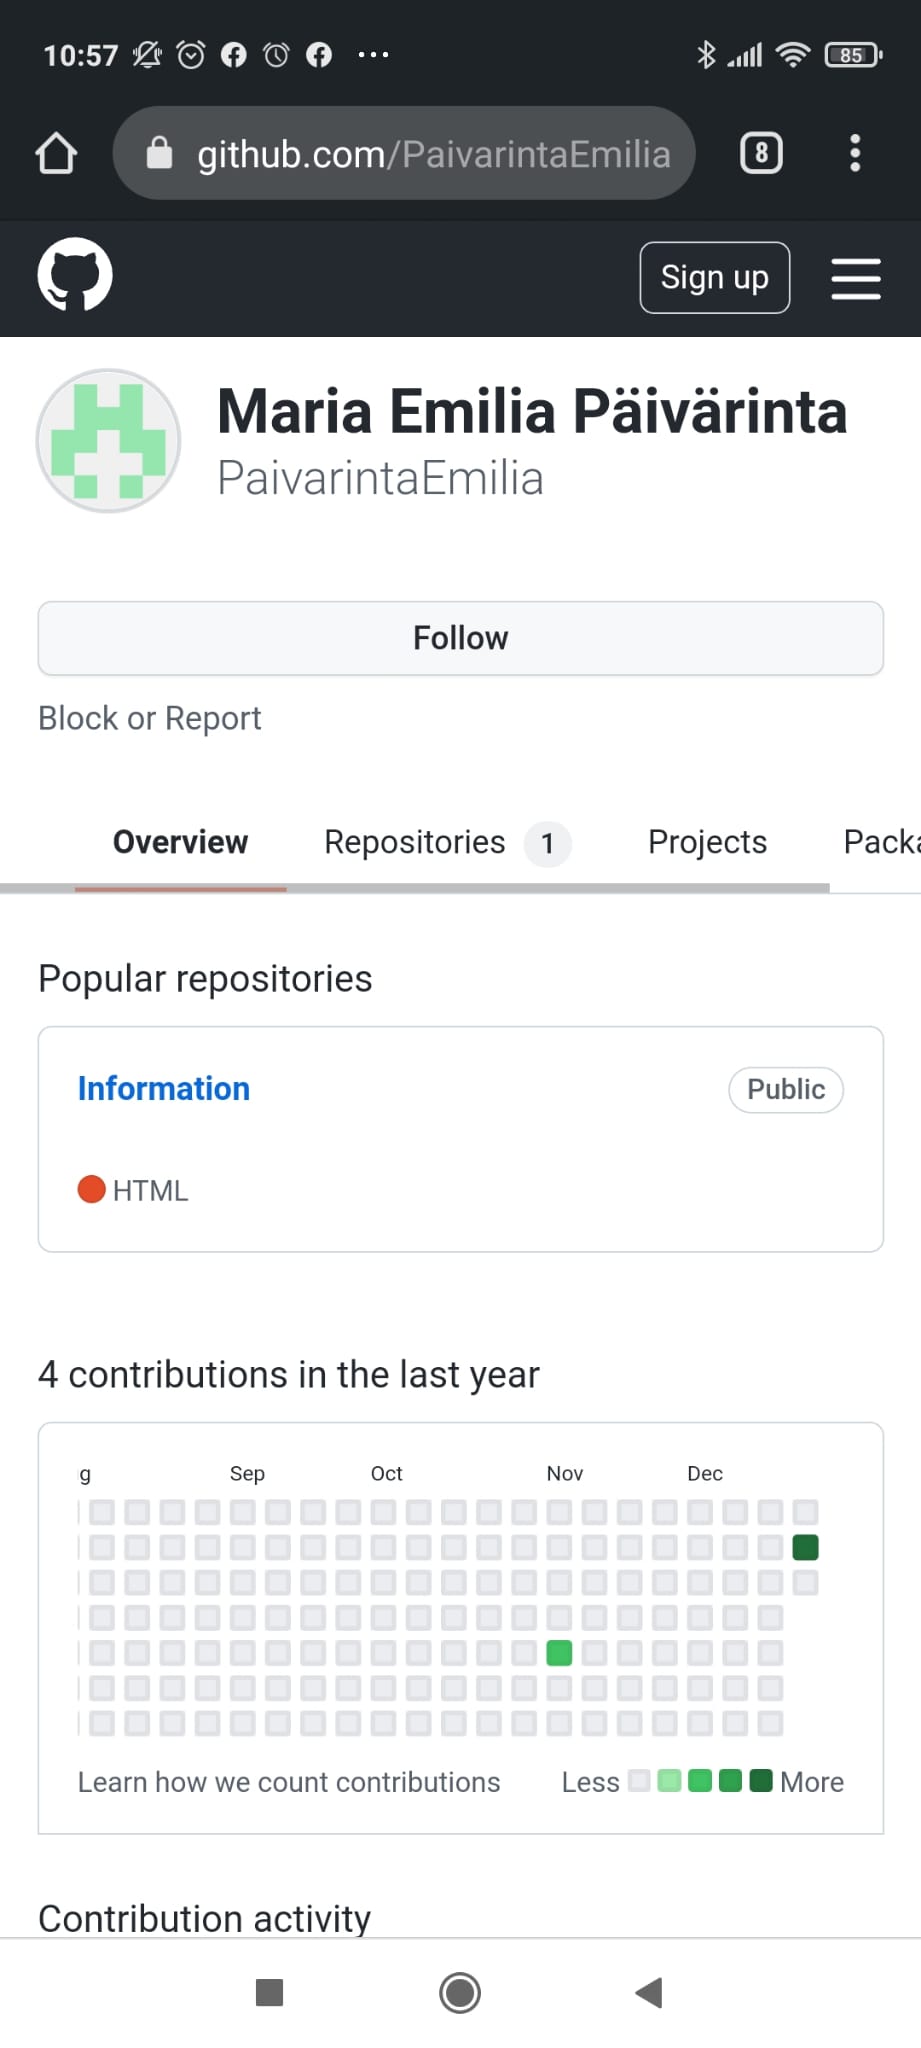 10:57
85
github.com/PaivarintaEmilia
8
Sign up
Maria Emilia Päivärinta
PaivarintaEmilia
Follow
Block or Report
Overview Repositories 1 Projects Packa
Popular repositories
Information Public
HTML
4 contributions in the last year
g Sep Oct Nov Dec
Learn how we count contributions Less More
Contribution activity